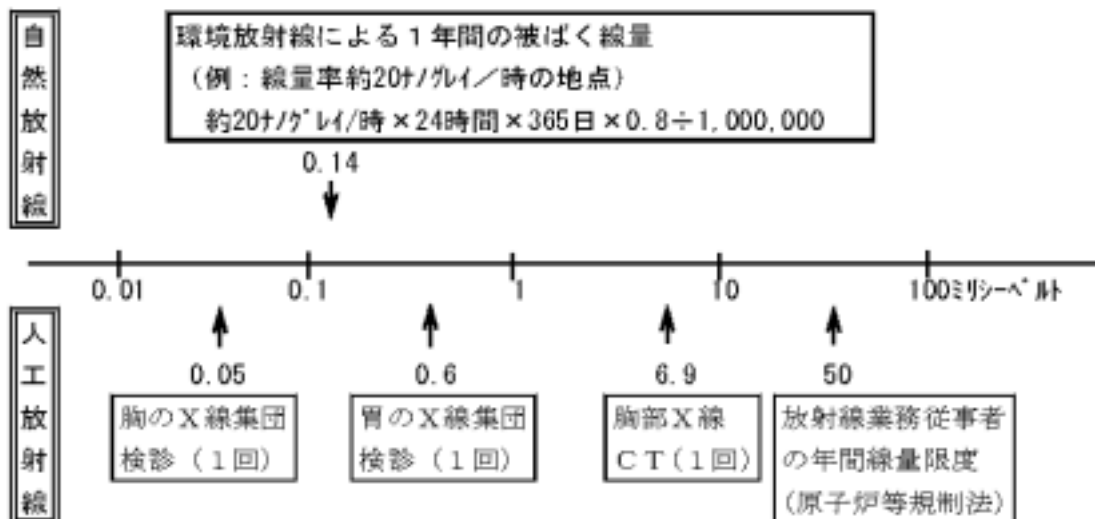 自然放射線
環境放射線による1年間の被ばく線量
(例:線量率約20ﾅﾉｸﾞﾚｲ/時の地点)
約20ﾅﾉｸﾞﾚｲ/時×24時間×365日×0.8÷1,000,000
0.14
0.01 0.1 1 10 100ﾐﾘｼｰﾍﾞﾙﾄ
人工放射線
0.05 0.6 6.9 50
胸のX線集団
検診(1回)
胃のX線集団
検診(1回)
胸部X線
CT(1回)
放射線業務従事者
の年間線量限度
(原子炉等規制法)